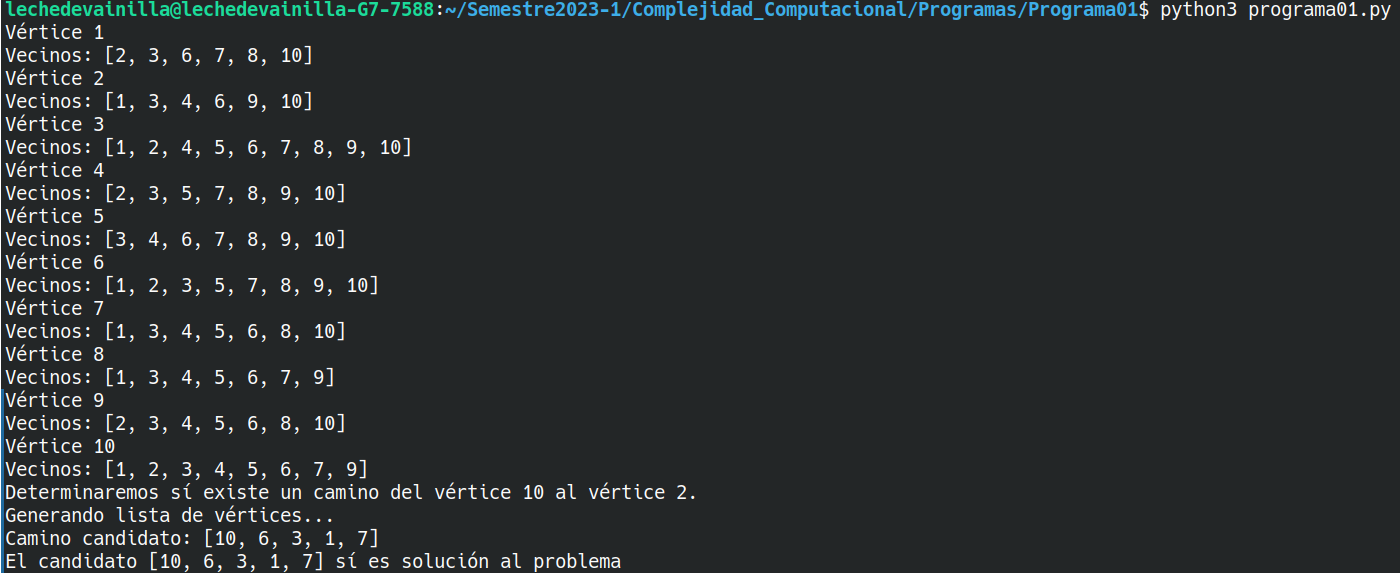 lechedevainilla@lechedevainilla-G7-7588:~/Semestre2023-1/Complejidad_Computacional/Programas/Programa01$ python3 programa01.py
Vértice 1
Vecinos: [2, 3, 6, 7, 8, 10]
Vértice 2
Vecinos: [1, 3, 4, 6, 9, 10]
Vértice 3
Vecinos: [1, 2, 4, 5, 6, 7, 8, 9, 10]
Vértice 4
Vecinos: [2, 3, 5, 7, 8, 9, 10]
Vértice 5
Vecinos: [3, 4, 6, 7, 8, 9, 10]
Vértice 6
Vecinos: [1, 2, 3, 5, 7, 8, 9, 10]
Vértice 7
Vecinos: [1, 3, 4, 5, 6, 8, 10]
Vértice 8
Vecinos: [1, 3, 4, 5, 6, 7, 9]
Vértice 9
Vecinos: [2, 3, 4, 5, 6, 8, 10]
Vértice 10
Vecinos: [1, 2, 3, 4, 5, 6, 7, 9]
Determinaremos sí existe un camino del vértice 10 al vértice 2.
Generando lista de vértices...
Camino candidato: [10, 6, 3, 1, 7]
El candidato [10, 6, 3, 1, 7] sí es solución al problema